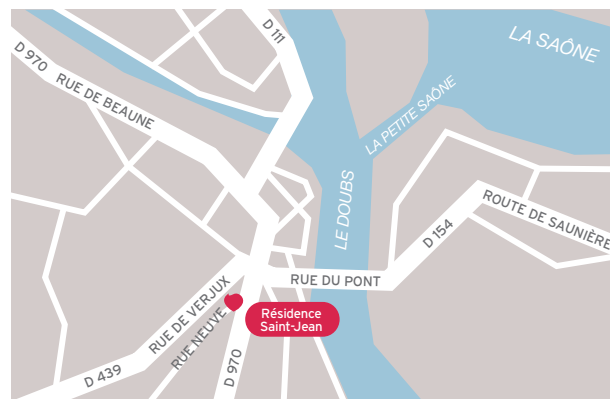 D 111
LA SAÔNE
D 970
RUE DE BEAUNE
LA PETITE SAÔNE
LE DOUBS
ROUTE DE SAUNIÈRE
D 154
RUE DU PONT
RUE DE VERJUX
RUE NEUVE
Résidence
Saint-Jean
D 439
D 970